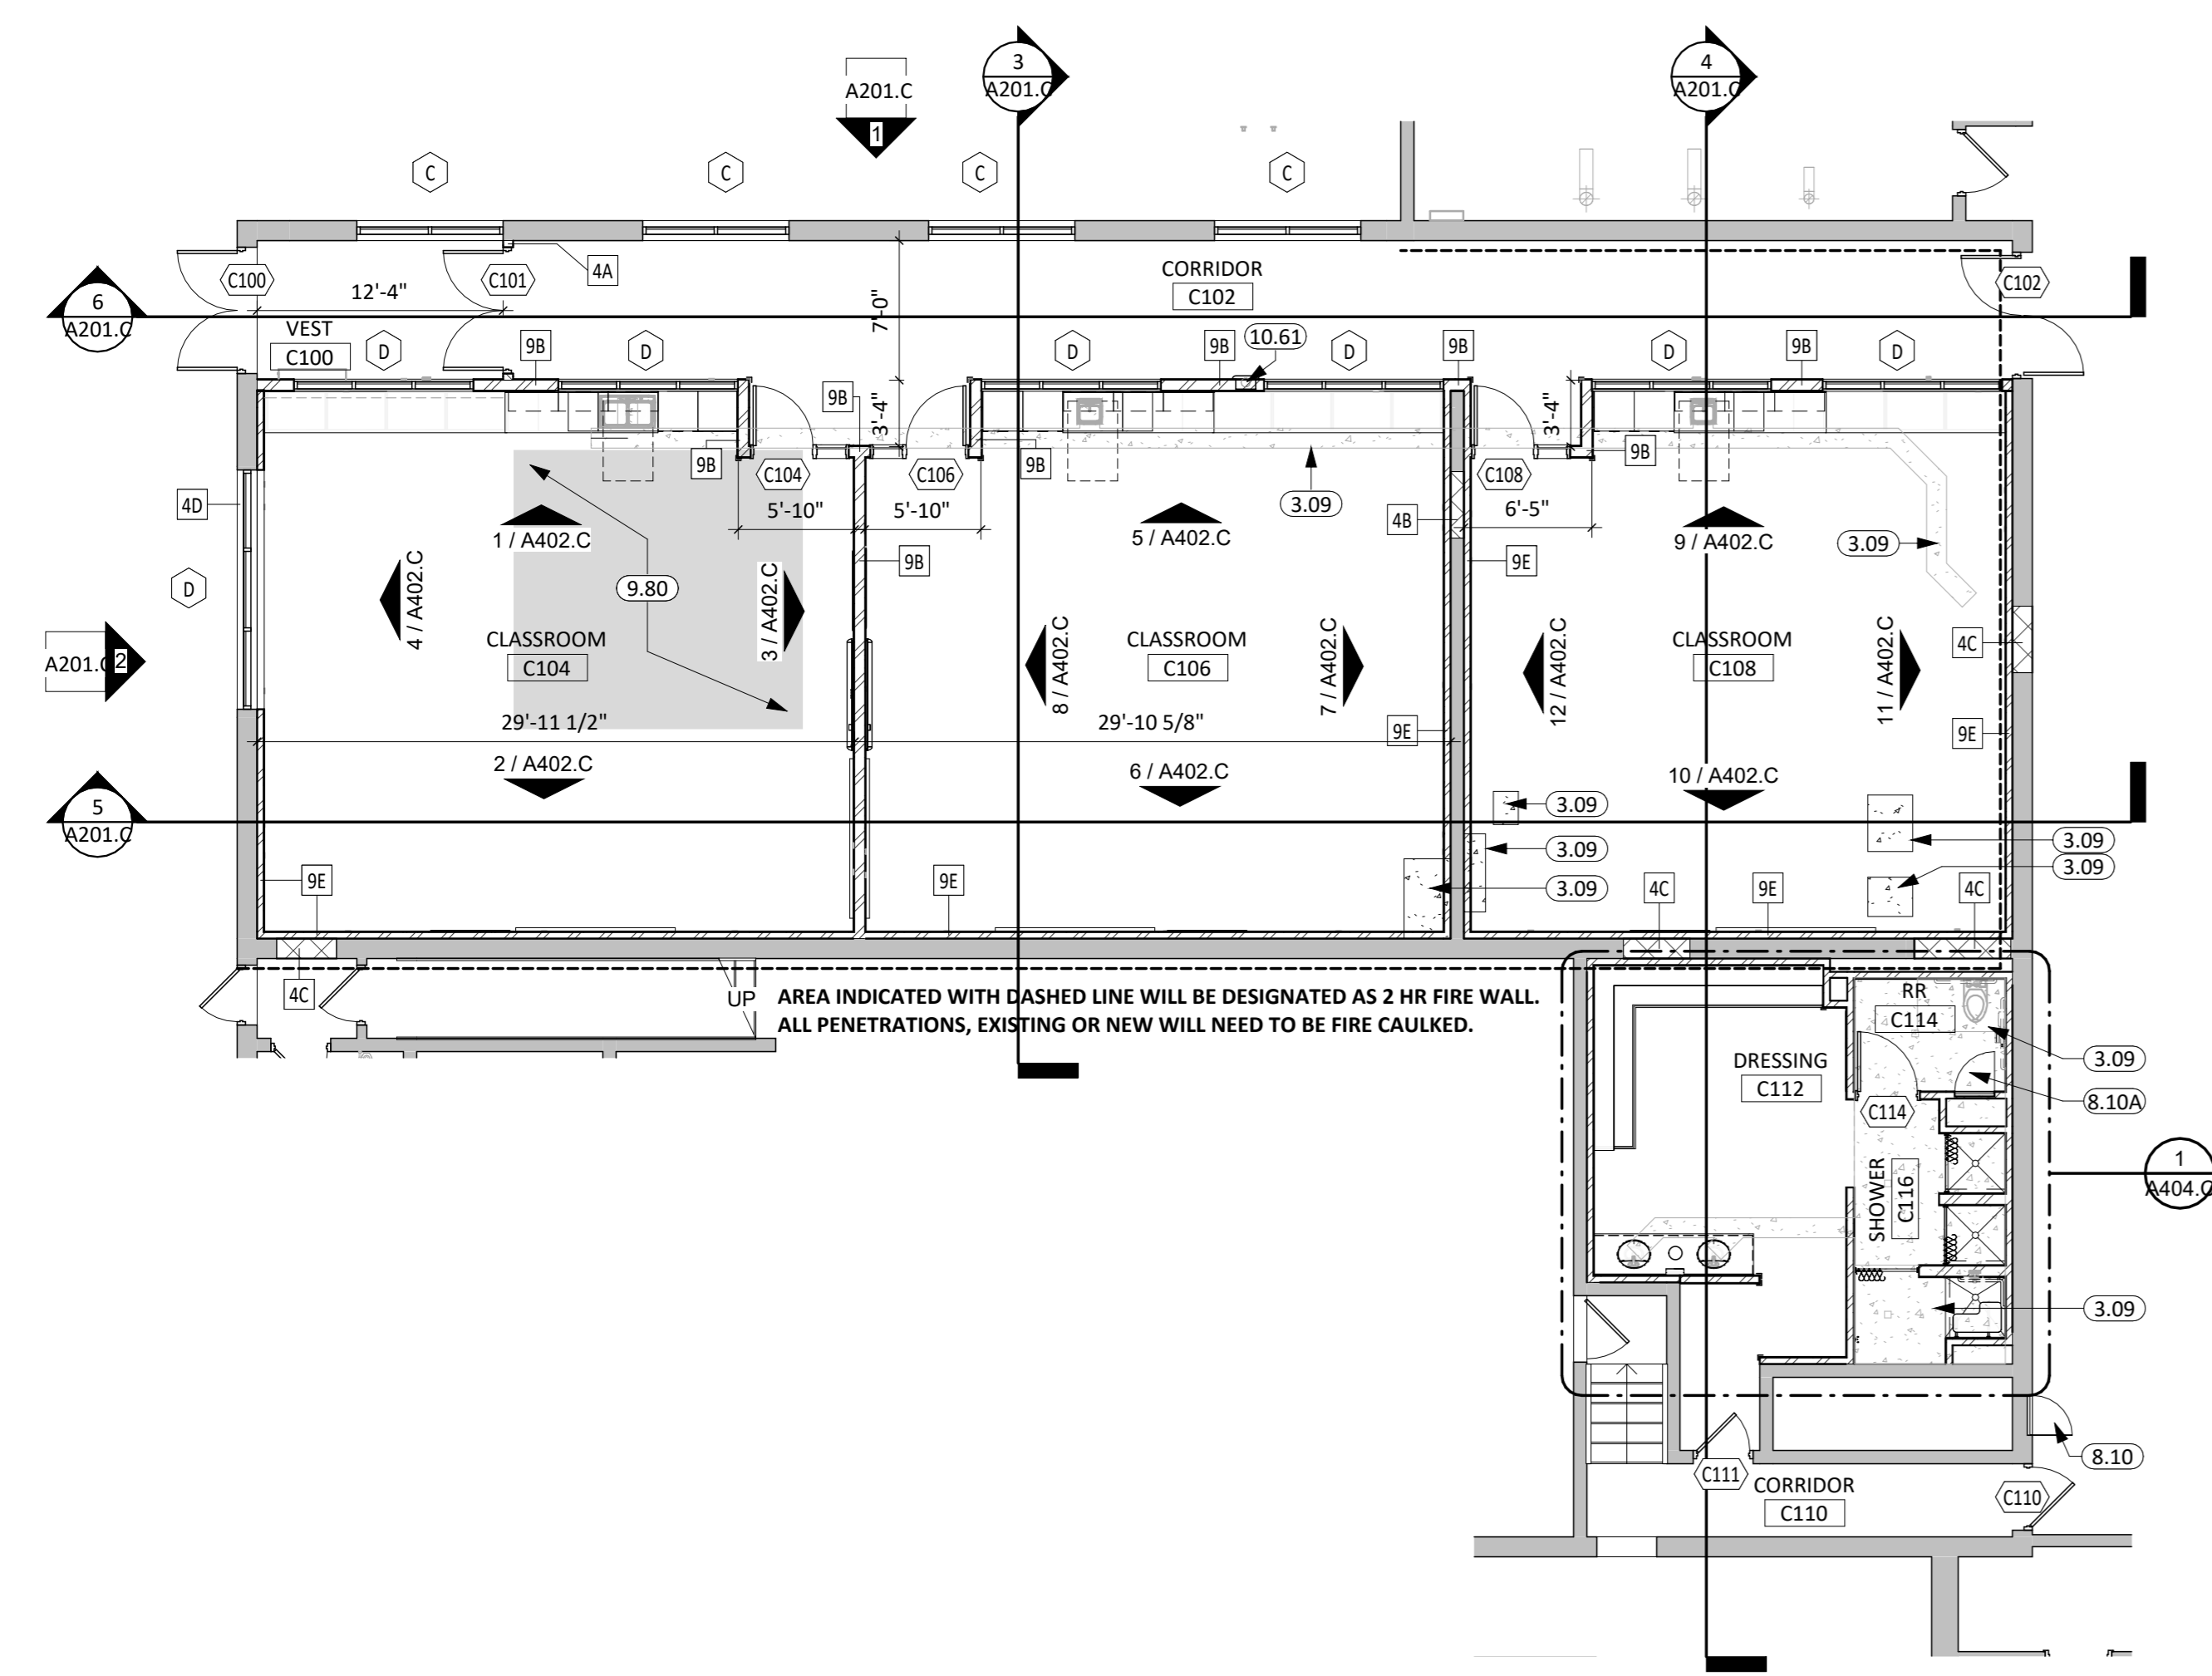 3
A201.C
4
A201.C
A201.C
1
C
C
C
C
C100
C101
4A
12'-4"
CORRIDOR
C102
C102
6
A201.C
7'-0"
VEST
C100
D
9B
D
D
9B
10.61
D
9B
D
9B
D
9B
3'-4"
3'-4"
9B
C104
C106
9B
C108
9B
4D
5'-10"
5'-10"
3.09
4B
6'-5"
1 / A402.C
5 / A402.C
9 / A402.C
3.09
9B
9E
D
4 / A402.C
9.80
3 / A402.C
CLASSROOM
C104
8 / A402.C
CLASSROOM
C106
7 / A402.C
12 / A402.C
CLASSROOM
C108
11 / A402.C
4C
A201.C
2
29'-11 1/2"
29'-10 5/8"
9E
9E
2 / A402.C
6 / A402.C
10 / A402.C
5
A201.C
3.09
3.09
3.09
3.09
3.09
9E
9E
4C
9E
4C
4C
UP
AREA INDICATED WITH DASHED LINE WILL BE DESIGNATED AS 2 HR FIRE WALL.
ALL PENETRATIONS, EXISTING OR NEW WILL NEED TO BE FIRE CAULKED.
RR
C114
DRESSING
C112
3.09
8.10A
C114
SHOWER
C116
1
A404.C
3.09
8.10
C111
CORRIDOR
C110
C110